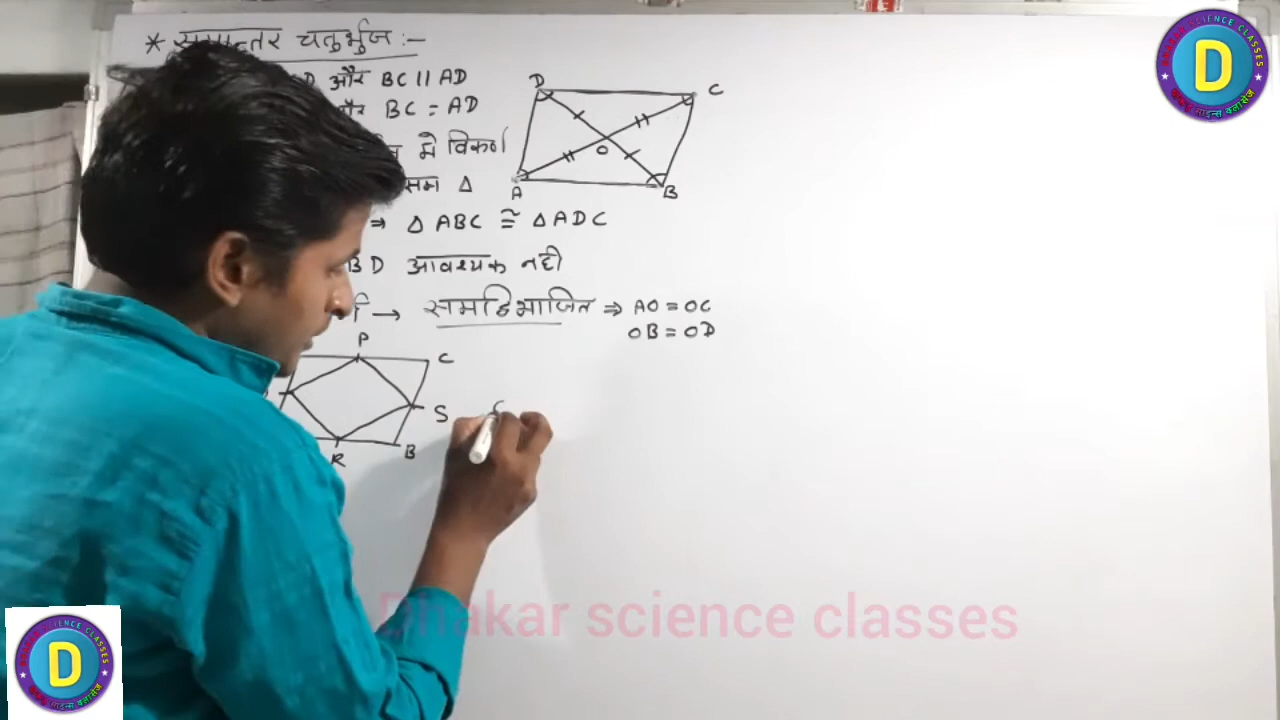 * समान्तर चतुर्भुज :-
और BC || AD
BC = AD
में विकर्ण
सम Δ
⇒ Δ ABC ≅ Δ ADC
BD आवश्यक नही
→ समद्विभाजित ⇒ AO = OC
OB = OD
D
C
O
A
B
P
C
S
R
B
Dhakar science classes
D
D